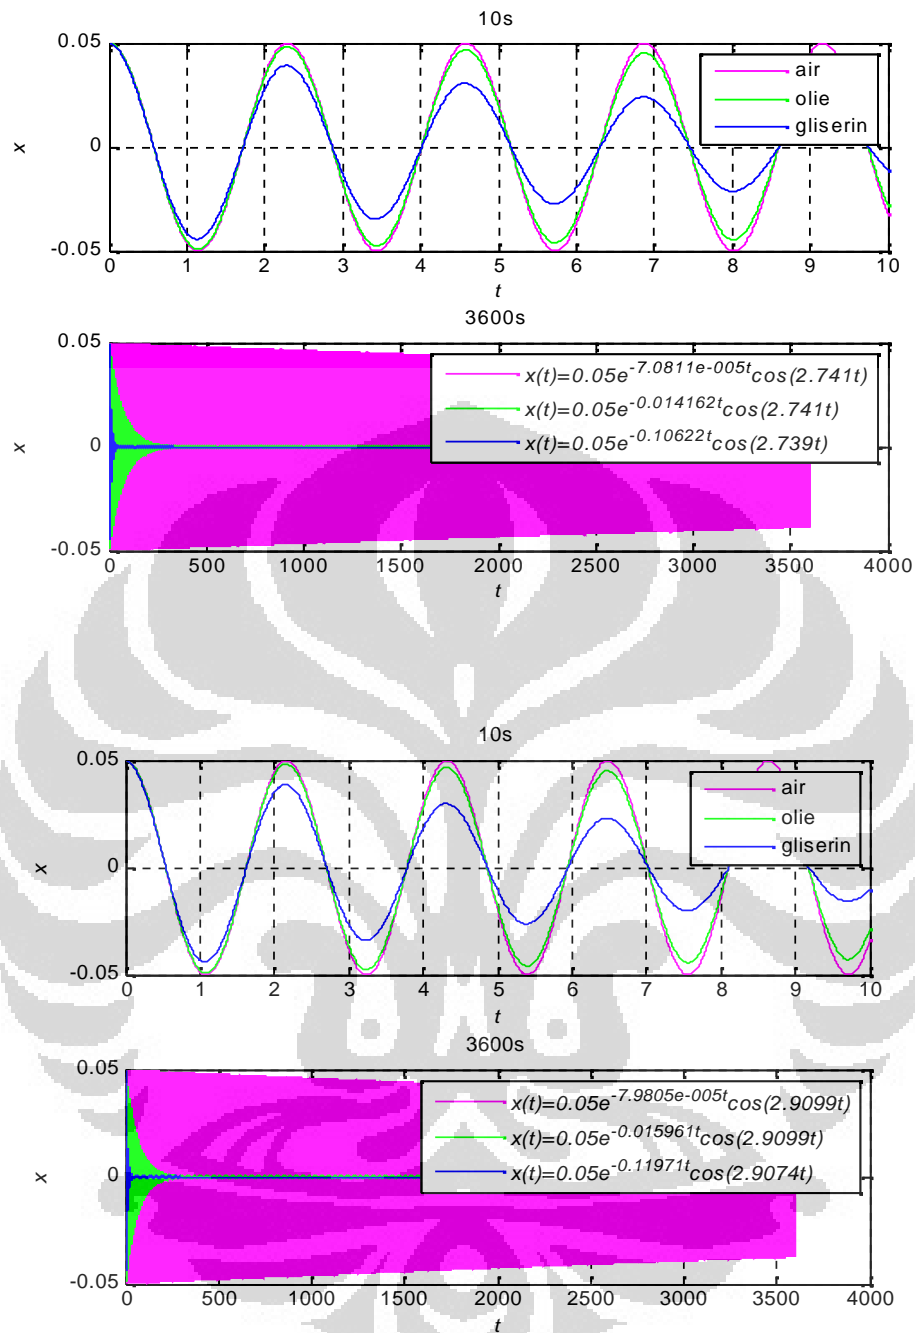 10s
0.05
air
olie
gliserin
x
0
-0.05
0 1 2 3 4 5 6 7 8 9 10
t
3600s
0.05
x(t)=0.05e^-7.0811e-005t cos(2.741t)
x(t)=0.05e^-0.014162t cos(2.741t)
x(t)=0.05e^-0.10622t cos(2.739t)
x
0
-0.05
0 500 1000 1500 2000 2500 3000 3500 4000
t
10s
0.05
air
olie
gliserin
x
0
-0.05
0 1 2 3 4 5 6 7 8 9 10
t
3600s
0.05
x(t)=0.05e^-7.9805e-005t cos(2.9099t)
x(t)=0.05e^-0.015961t cos(2.9099t)
x(t)=0.05e^-0.11971t cos(2.9074t)
x
0
-0.05
0 500 1000 1500 2000 2500 3000 3500 4000
t